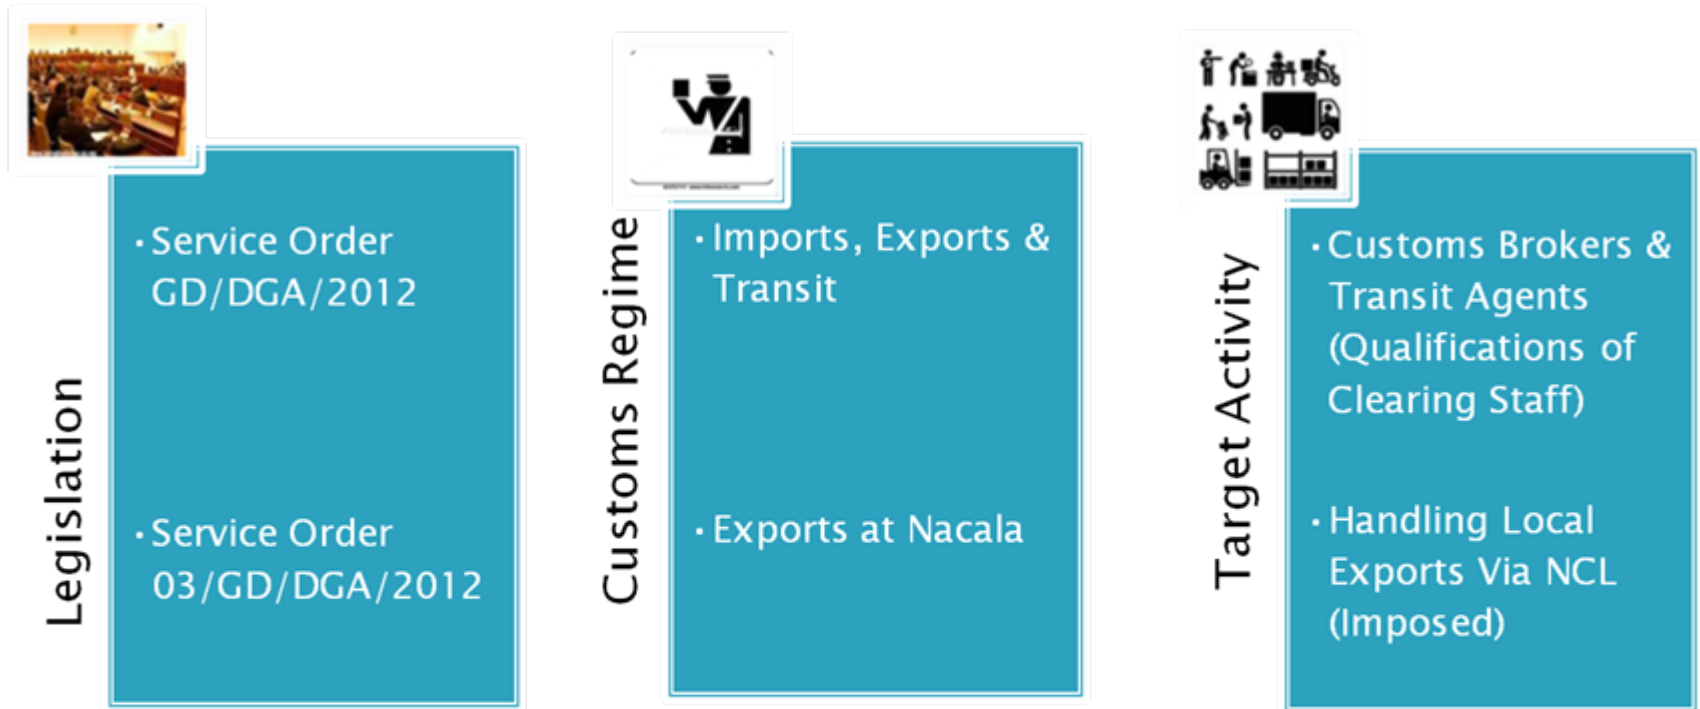 Legislation
· Service Order
GD/DGA/2012
· Service Order
03/GD/DGA/2012
Customs Regime
· Imports, Exports &
Transit
· Exports at Nacala
Target Activity
· Customs Brokers &
Transit Agents
(Qualifications of
Clearing Staff)
· Handling Local
Exports Via NCL
(Imposed)